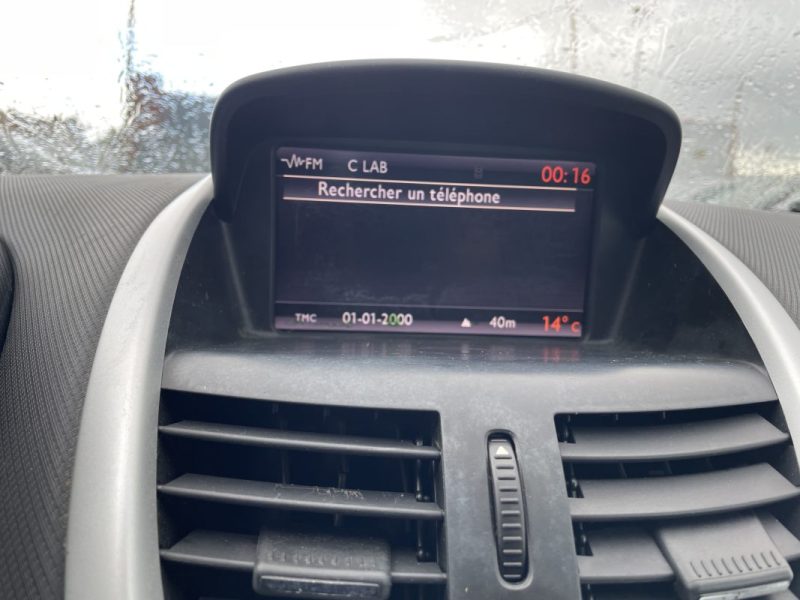 FM C LAB 00:16
Rechercher un téléphone
TMC 01-01-2000 40m 14° c